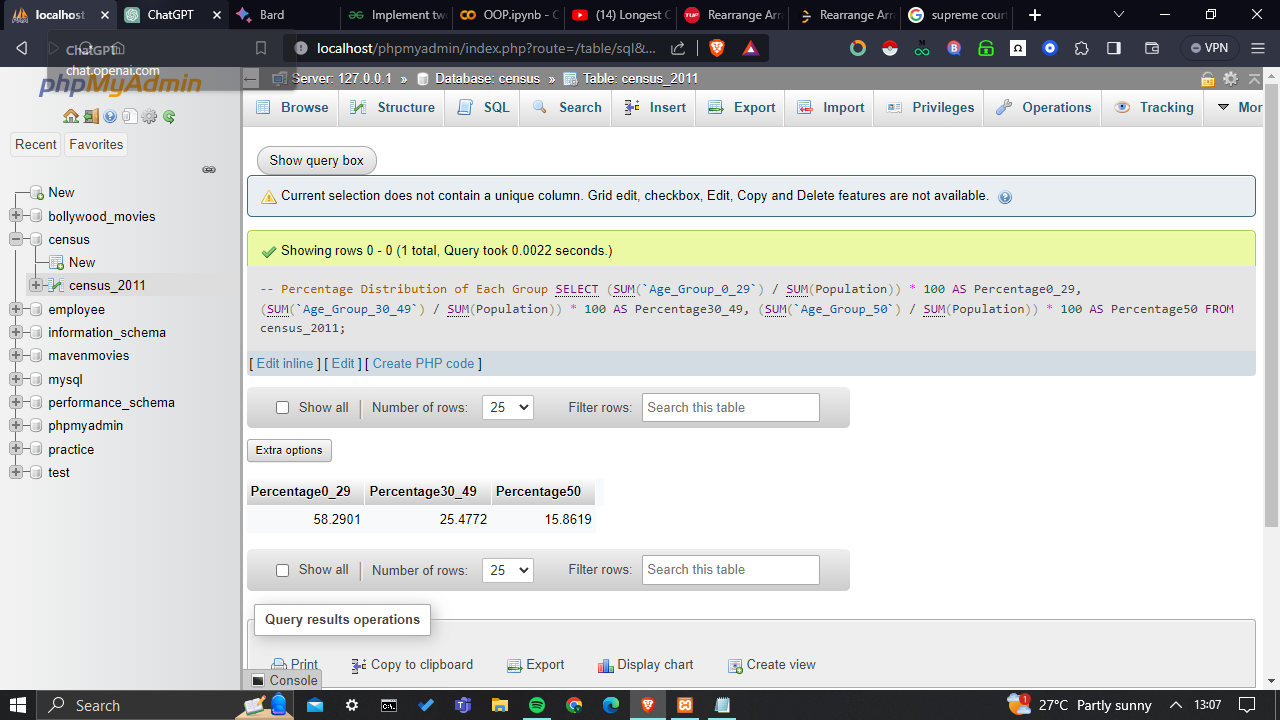 localhost
ChatGPT
Bard
Implement tw
OOP.ipynb - C
(14) Longest C
Rearrange Arr
Rearrange Arr
supreme cour
localhost/phpmyadmin/index.php?route=/table/sql&...
VPN
ChatGPT
chat.openai.com
phpMyAdmin
Recent
Favorites
New
bollywood_movies
census
New
census_2011
employee
information_schema
mavenmovies
mysql
performance_schema
phpmyadmin
practice
test
Server: 127.0.0.1 » Database: census » Table: census_2011
Browse Structure SQL Search Insert Export Import Privileges Operations Tracking Mor
Show query box
Current selection does not contain a unique column. Grid edit, checkbox, Edit, Copy and Delete features are not available.
Showing rows 0 - 0 (1 total, Query took 0.0022 seconds.)
-- Percentage Distribution of Each Group SELECT (SUM(`Age_Group_0_29`) / SUM(Population)) * 100 AS Percentage0_29,
(SUM(`Age_Group_30_49`) / SUM(Population)) * 100 AS Percentage30_49, (SUM(`Age_Group_50`) / SUM(Population)) * 100 AS Percentage50 FROM
census_2011;
[ Edit inline ] [ Edit ] [ Create PHP code ]
Show all Number of rows: 25 Filter rows: Search this table
Extra options
Percentage0_29 Percentage30_49 Percentage50
58.2901 25.4772 15.8619
Show all Number of rows: 25 Filter rows: Search this table
Query results operations
Print Copy to clipboard Export Display chart Create view
Console
Search
1
27°C Partly sunny
13:07